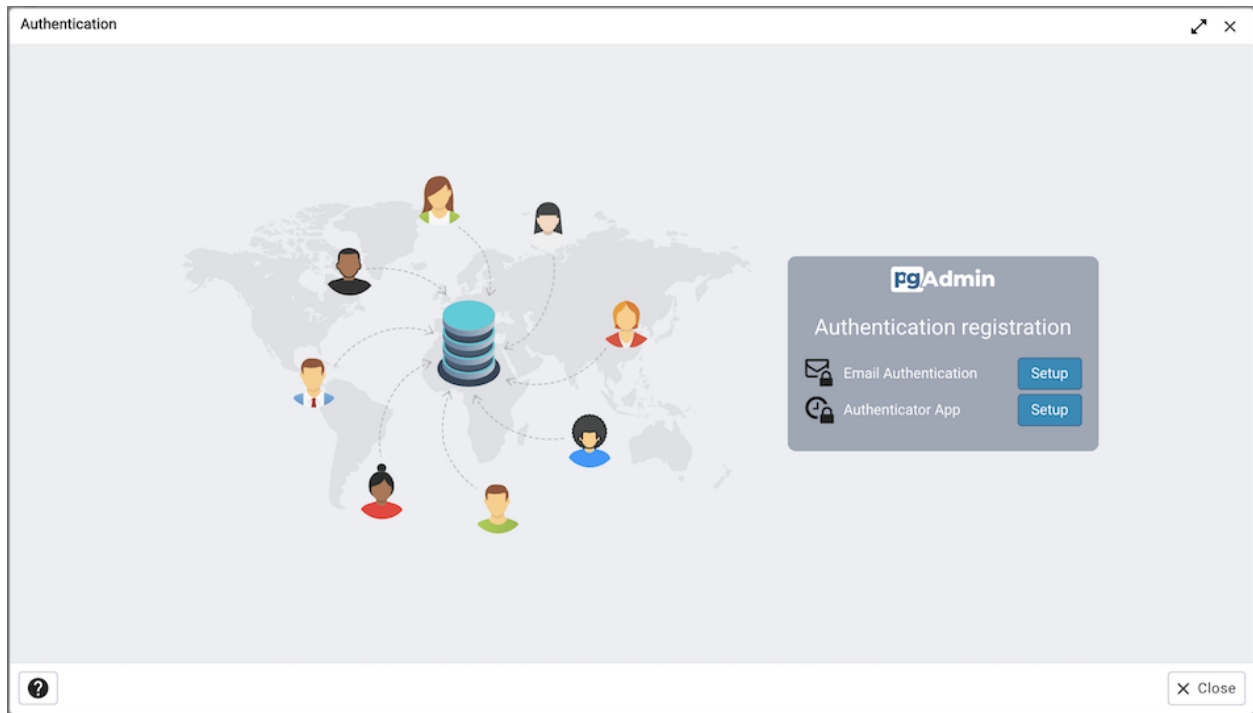 Authentication
pgAdmin
Authentication registration
Email Authentication
Setup
Authenticator App
Setup
?
Close